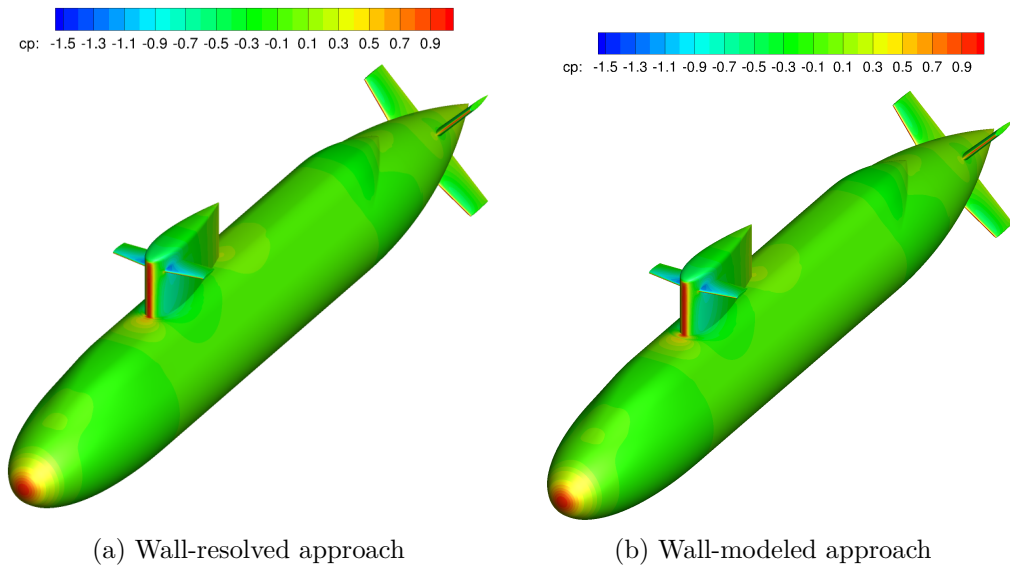 cp: -1.5 -1.3 -1.1 -0.9 -0.7 -0.5 -0.3 -0.1 0.1 0.3 0.5 0.7 0.9
cp: -1.5 -1.3 -1.1 -0.9 -0.7 -0.5 -0.3 -0.1 0.1 0.3 0.5 0.7 0.9
(a) Wall-resolved approach
(b) Wall-modeled approach